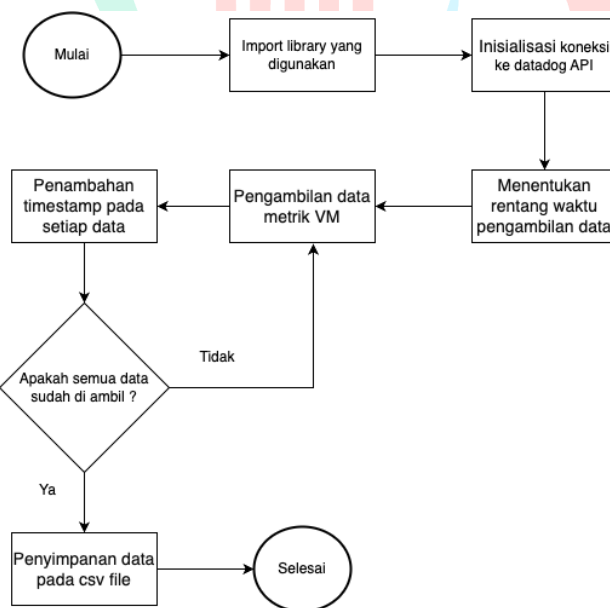 Mulai
Import library yang
digunakan
Inisialisasi koneksi
ke datadog API
Menentukan
rentang waktu
pengambilan data
Pengambilan data
metrik VM
Penambahan
timestamp pada
setiap data
Apakah semua data
sudah di ambil ?
Tidak
Ya
Penyimpanan data
pada csv file
Selesai